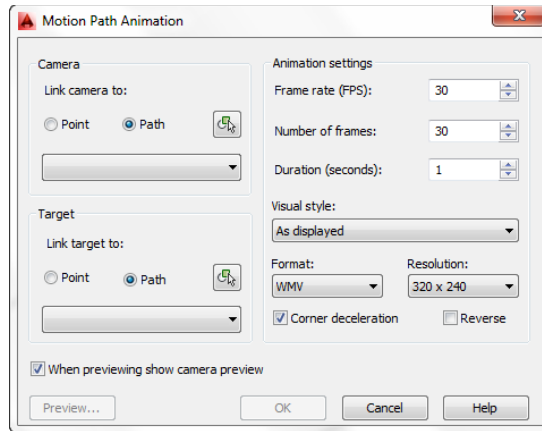 Motion Path Animation
Camera
Link camera to:
Point Path
Target
Link target to:
Point Path
Animation settings
Frame rate (FPS): 30
Number of frames: 30
Duration (seconds): 1
Visual style:
As displayed
Format: Resolution:
WMV 320 x 240
Corner deceleration Reverse
When previewing show camera preview
Preview... OK Cancel Help